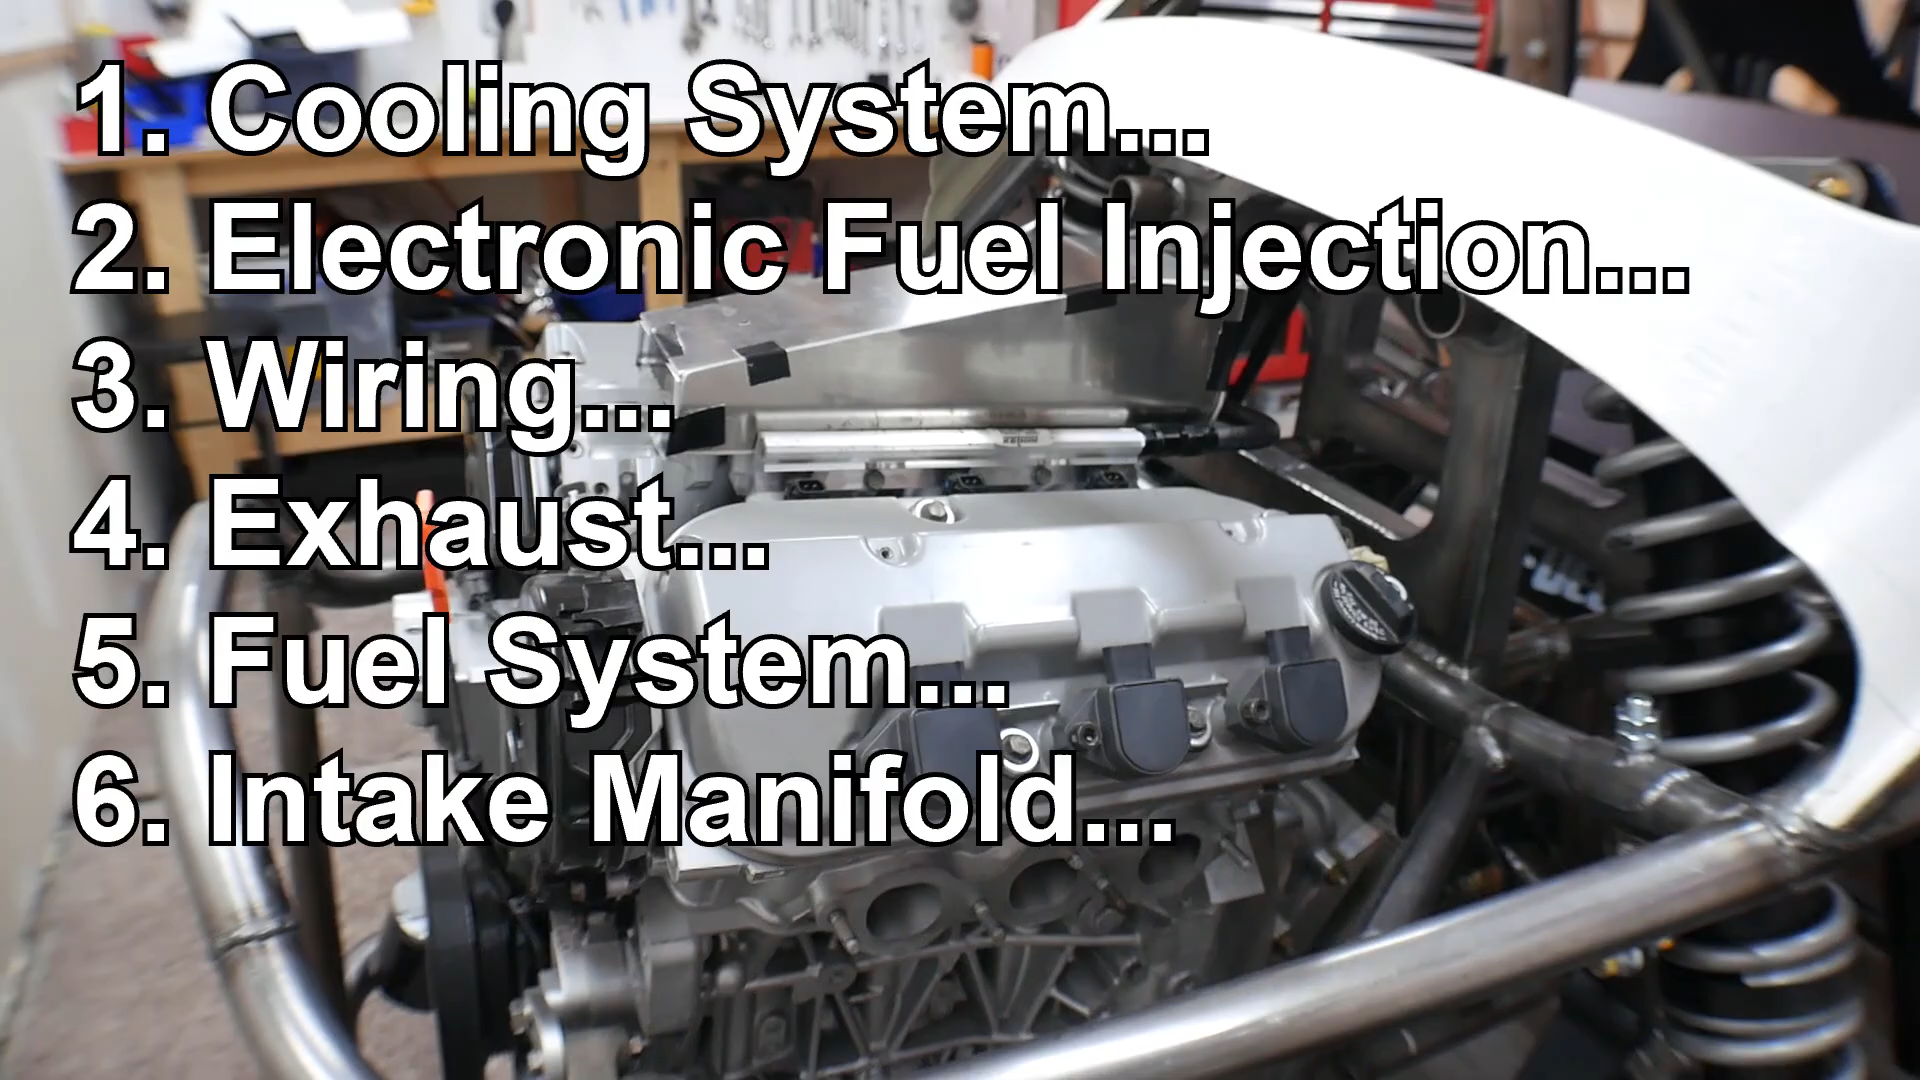 1. Cooling System...
2. Electronic Fuel Injection...
3. Wiring...
4. Exhaust...
5. Fuel System...
6. Intake Manifold...